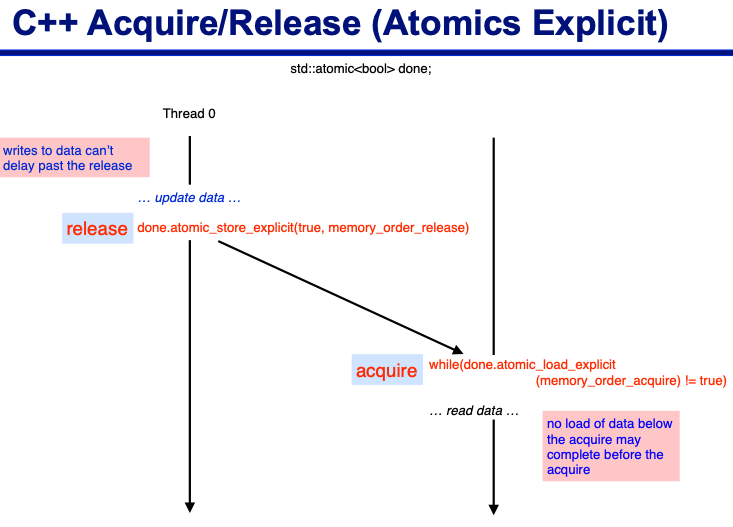 C++ Acquire/Release (Atomics Explicit)
std::atomic<bool> done;
Thread 0
writes to data can't
delay past the release
... update data ...
release
done.atomic_store_explicit(true, memory_order_release)
acquire
while(done.atomic_load_explicit
(memory_order_acquire) != true)
... read data ...
no load of data below
the acquire may
complete before the
acquire